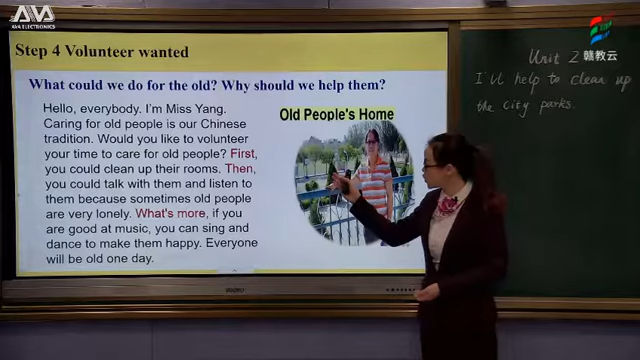 AVA
AVA ELECTRONICS
Step 4 Volunteer wanted
What could we do for the old? Why should we help them?
Hello, everybody. I'm Miss Yang.
Caring for old people is our Chinese
tradition. Would you like to volunteer
your time to care for old people? First,
you could clean up their rooms. Then,
you could talk with them and listen to
them because sometimes old people
are very lonely. What's more, if you
are good at music, you can sing and
dance to make them happy. Everyone
will be old one day.
Old People's Home
Unit 2
I'll help to clean up
the city parks.
赣教云